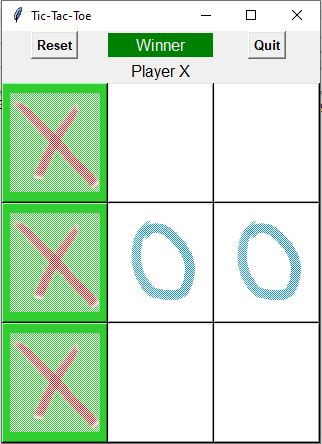 Tic-Tac-Toe
Reset Winner Quit
Player X
X
X O O
X